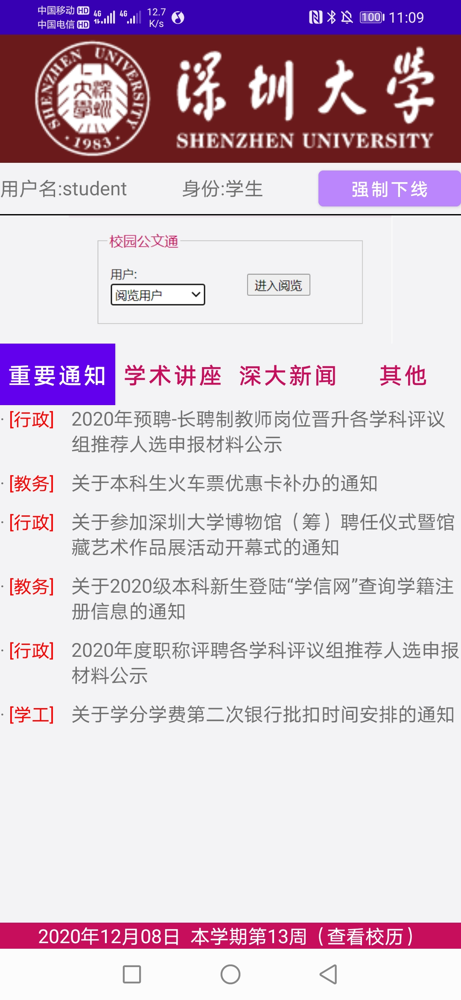 中国移动 HD 4G 4G 12.7 K/s 100 11:09
中国电信 HD
SHENZHEN UNIVERSITY
大深
學圳
·1983·
深圳大学
SHENZHEN UNIVERSITY
用户名:student 身份:学生 强制下线
校园公文通
用户:
阅览用户 进入阅览
重要通知 学术讲座 深大新闻 其他
· [行政] 2020年预聘-长聘制教师岗位晋升各学科评议
组推荐人选申报材料公示
· [教务] 关于本科生火车票优惠卡补办的通知
· [行政] 关于参加深圳大学博物馆（筹）聘任仪式暨馆
藏艺术作品展活动开幕式的通知
· [教务] 关于2020级本科新生登陆“学信网”查询学籍注
册信息的通知
· [行政] 2020年度职称评聘各学科评议组推荐人选申报
材料公示
· [学工] 关于学分学费第二次银行批扣时间安排的通知
2020年12月08日 本学期第13周（查看校历）